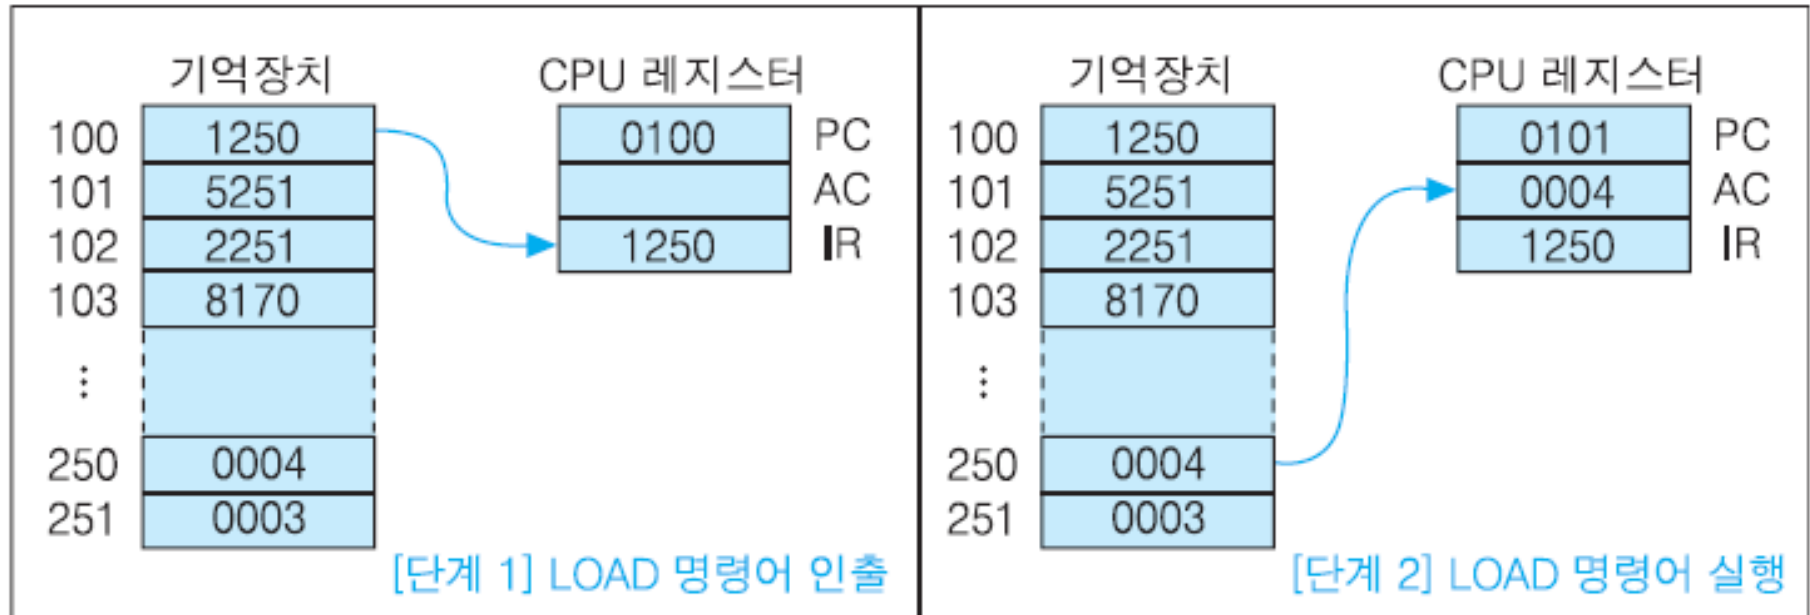 기억장치 CPU 레지스터
100 1250 0100 PC
101 5251 AC
102 2251 1250 IR
103 8170
⋮
250 0004
251 0003
[단계 1] LOAD 명령어 인출
기억장치 CPU 레지스터
100 1250 0101 PC
101 5251 0004 AC
102 2251 1250 IR
103 8170
⋮
250 0004
251 0003
[단계 2] LOAD 명령어 실행